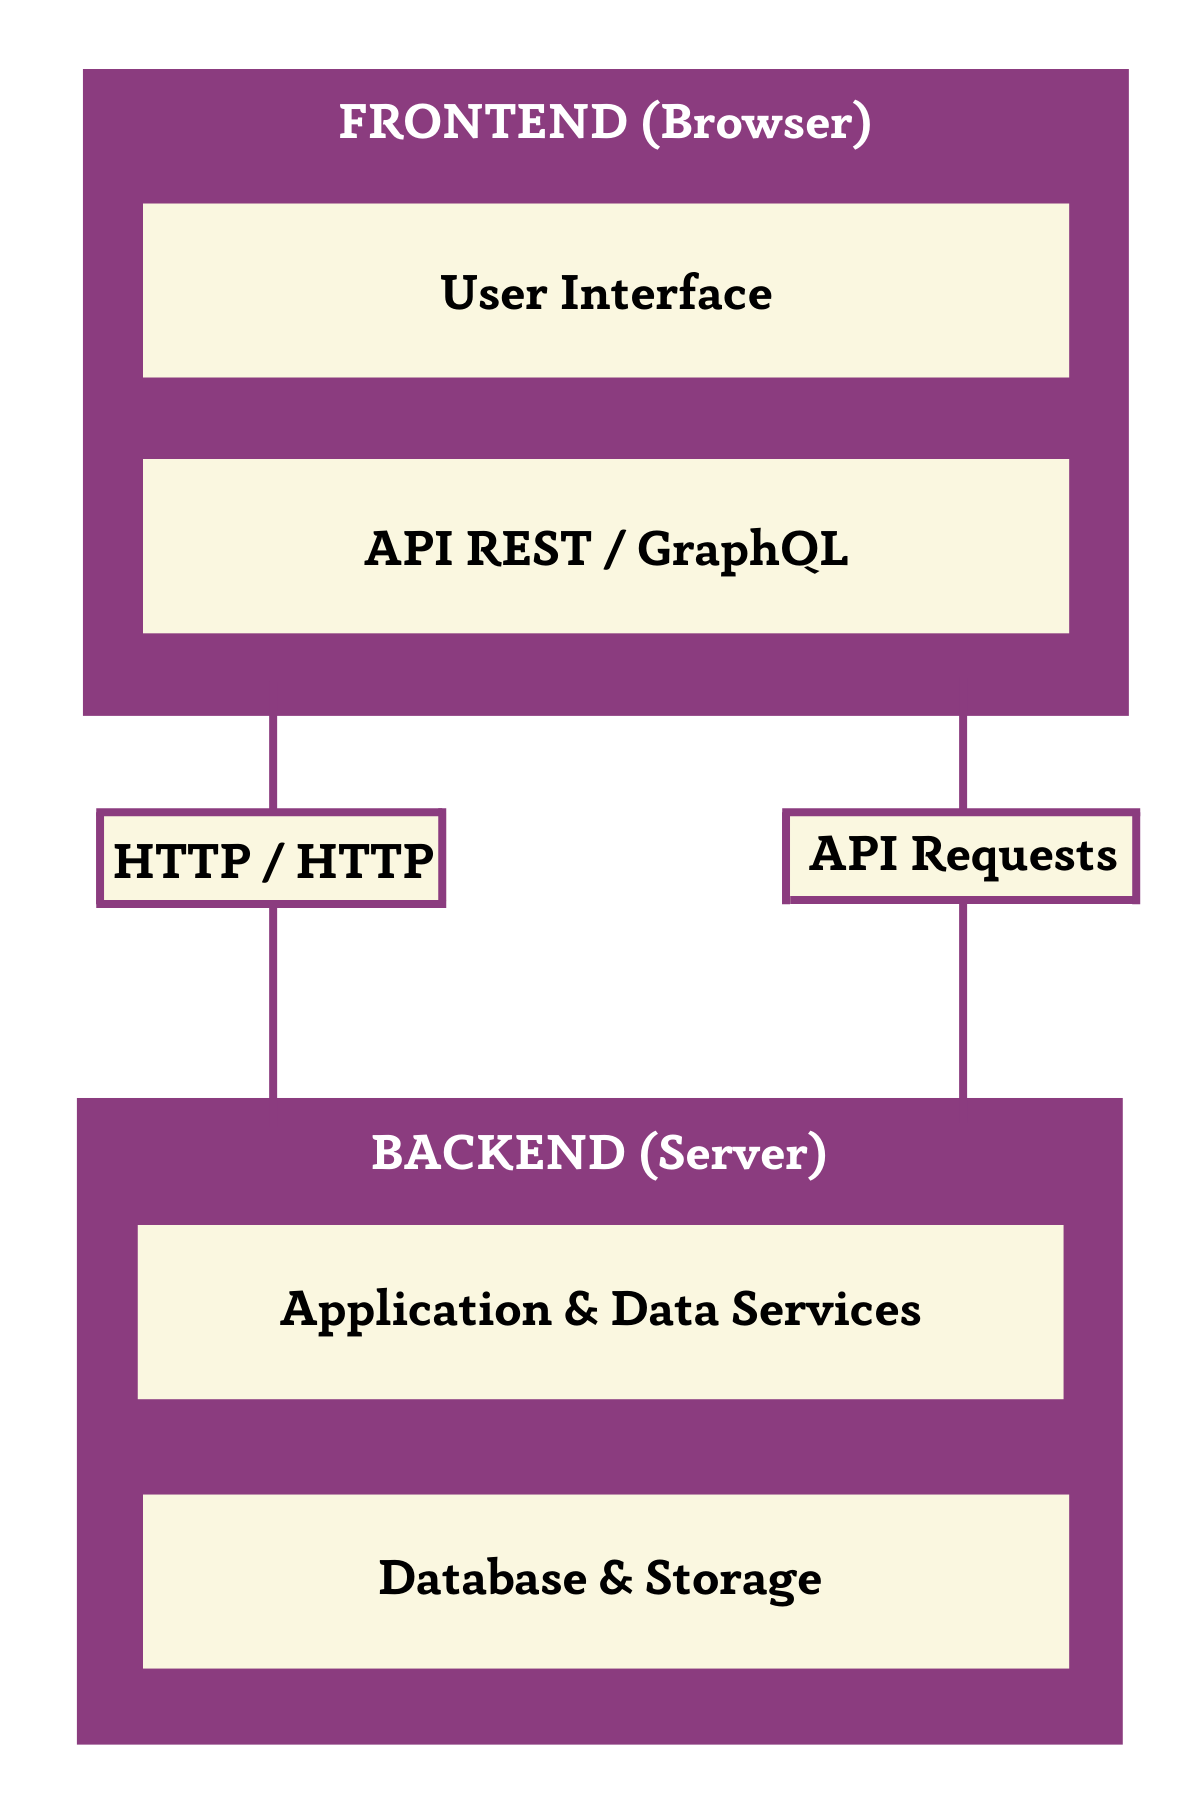 FRONTEND (Browser)
User Interface
API REST / GraphQL
HTTP / HTTP
API Requests
BACKEND (Server)
Application & Data Services
Database & Storage